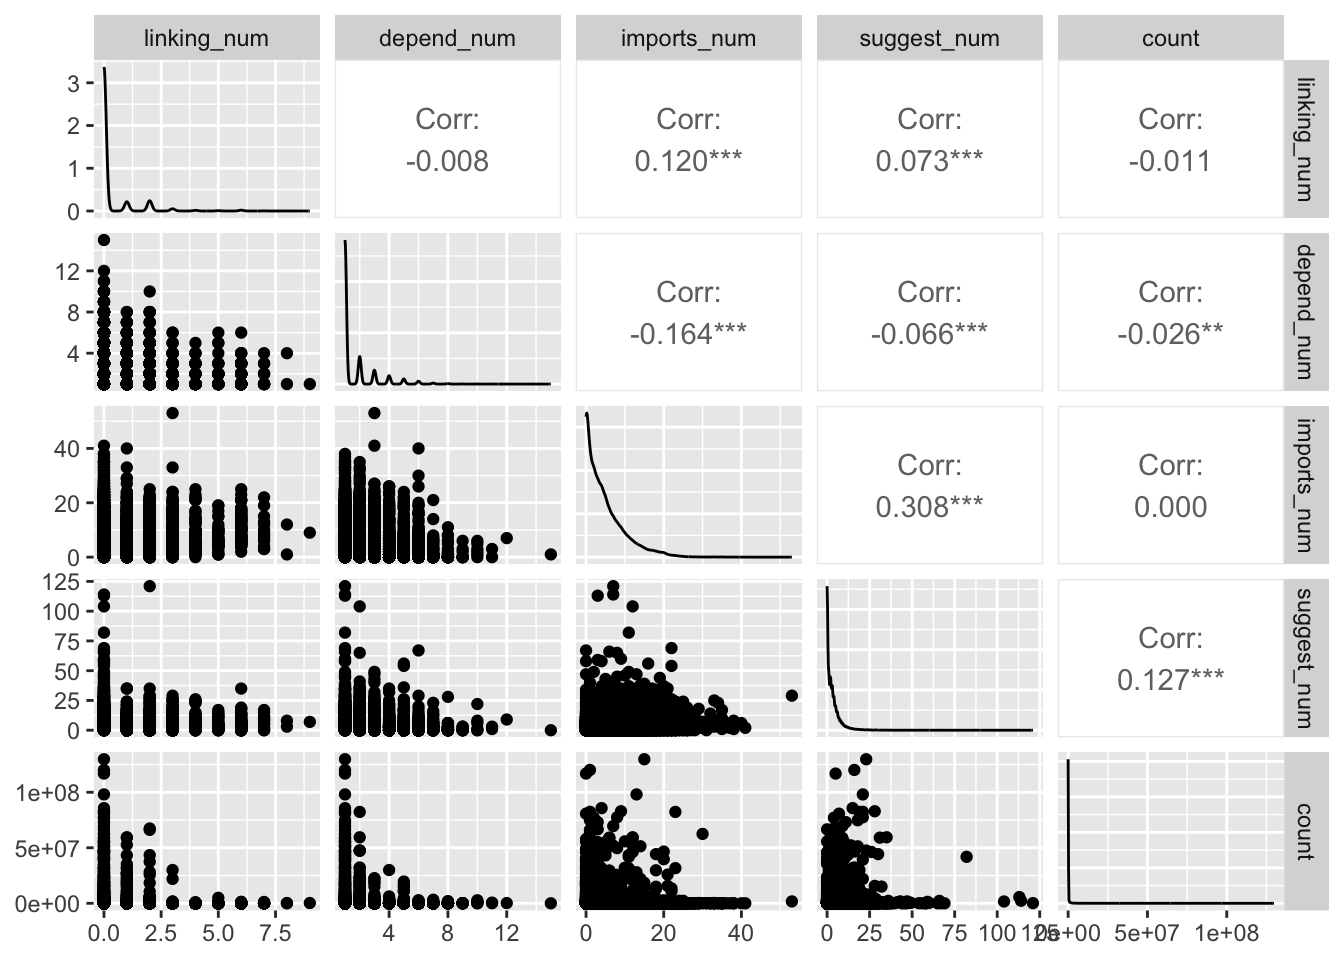 linking_num depend_num imports_num suggest_num count
3
2
1
0
Corr:
-0.008
Corr:
0.120***
Corr:
0.073***
Corr:
-0.011
linking_num
12
8
4
Corr:
-0.164***
Corr:
-0.066***
Corr:
-0.026**
depend_num
40
20
0
Corr:
0.308***
Corr:
0.000
imports_num
125
100
75
50
25
0
Corr:
0.127***
suggest_num
1e+08
5e+07
0e+00
count
0.0 2.5 5.0 7.5 4 8 12 0 20 40 0 25 50 75 100 125 0e+00 5e+07 1e+08